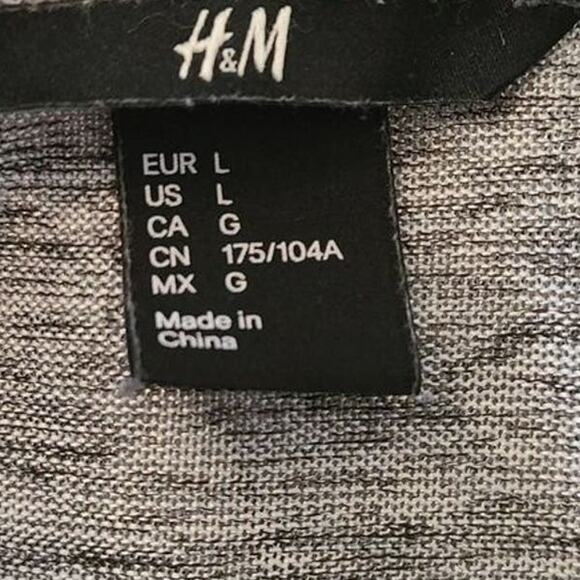 H&M
EUR L
US L
CA G
CN 175/104A
MX G
Made in
China